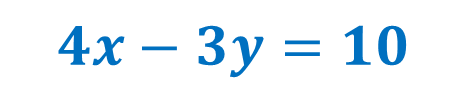 4x − 3y = 10